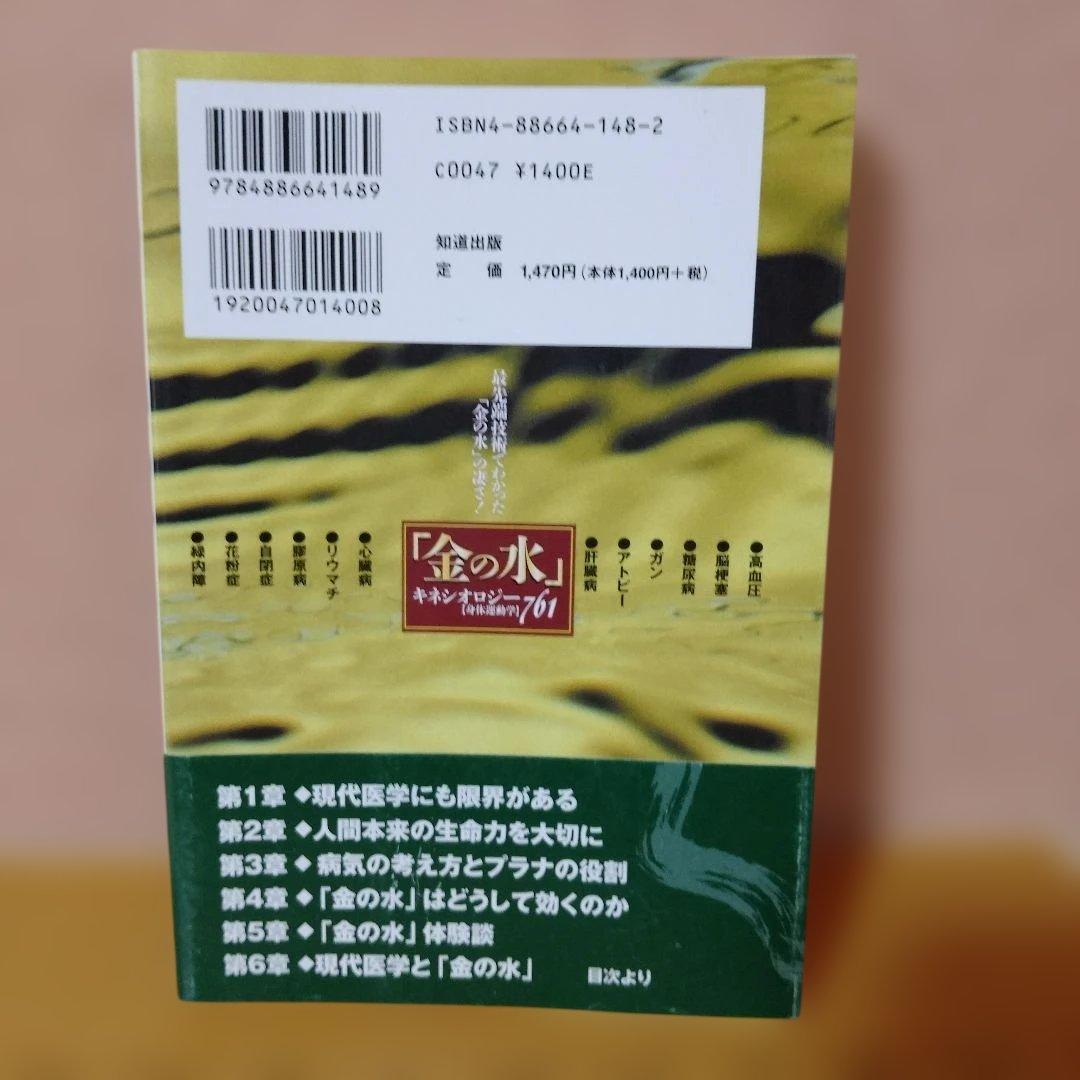 9784886641489
ISBN4-88664-148-2
C0047 ¥1400E
1920047014008
知道出版
定 価 1,470円(本体1,400円+税)
最先端技術でわかった
「金の水」の凄さ!
●高血圧
●脳梗塞
●糖尿病
●ガン
●アトピー
●肝臓病
「金の水」
キネシオロジー761
[身体運動学]
●心臓病
●リウマチ
●膠原病
●自閉症
●花粉症
●緑内障
第1章◆現代医学にも限界がある
第2章◆人間本来の生命力を大切に
第3章◆病気の考え方とプラナの役割
第4章◆「金の水」はどうして効くのか
第5章◆「金の水」体験談
第6章◆現代医学と「金の水」
目次より